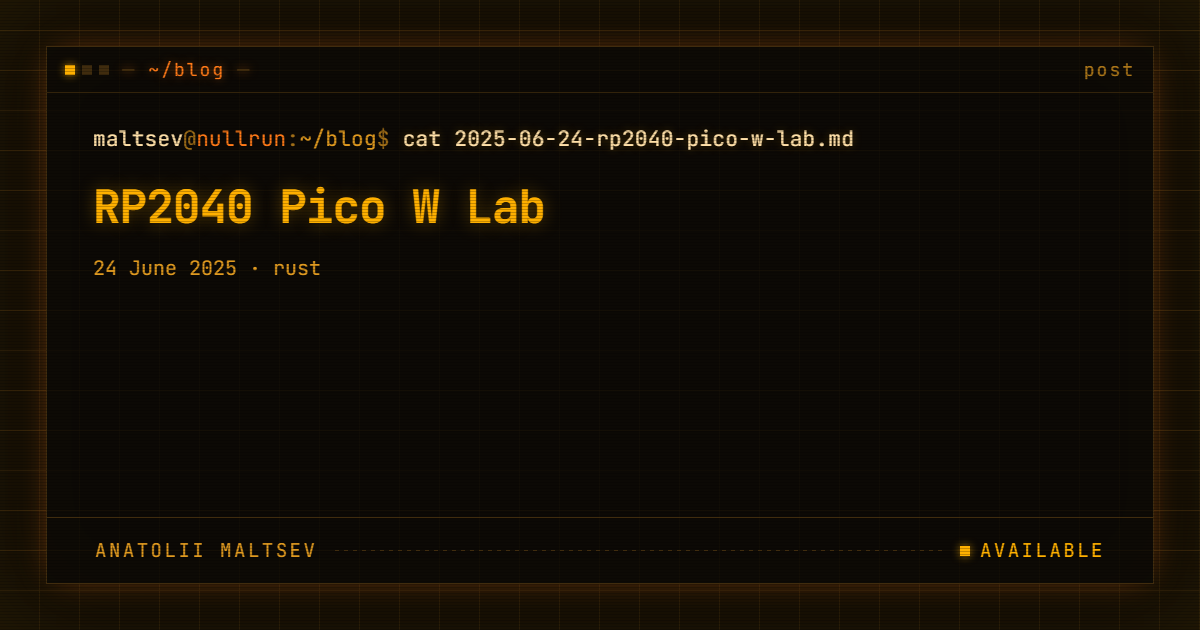 — ~/blog —
post
maltsev@nullrun:~/blog$ cat 2025-06-24-rp2040-pico-w-lab.md
RP2040 Pico W Lab
24 June 2025 · rust
ANATOLII MALTSEV
AVAILABLE